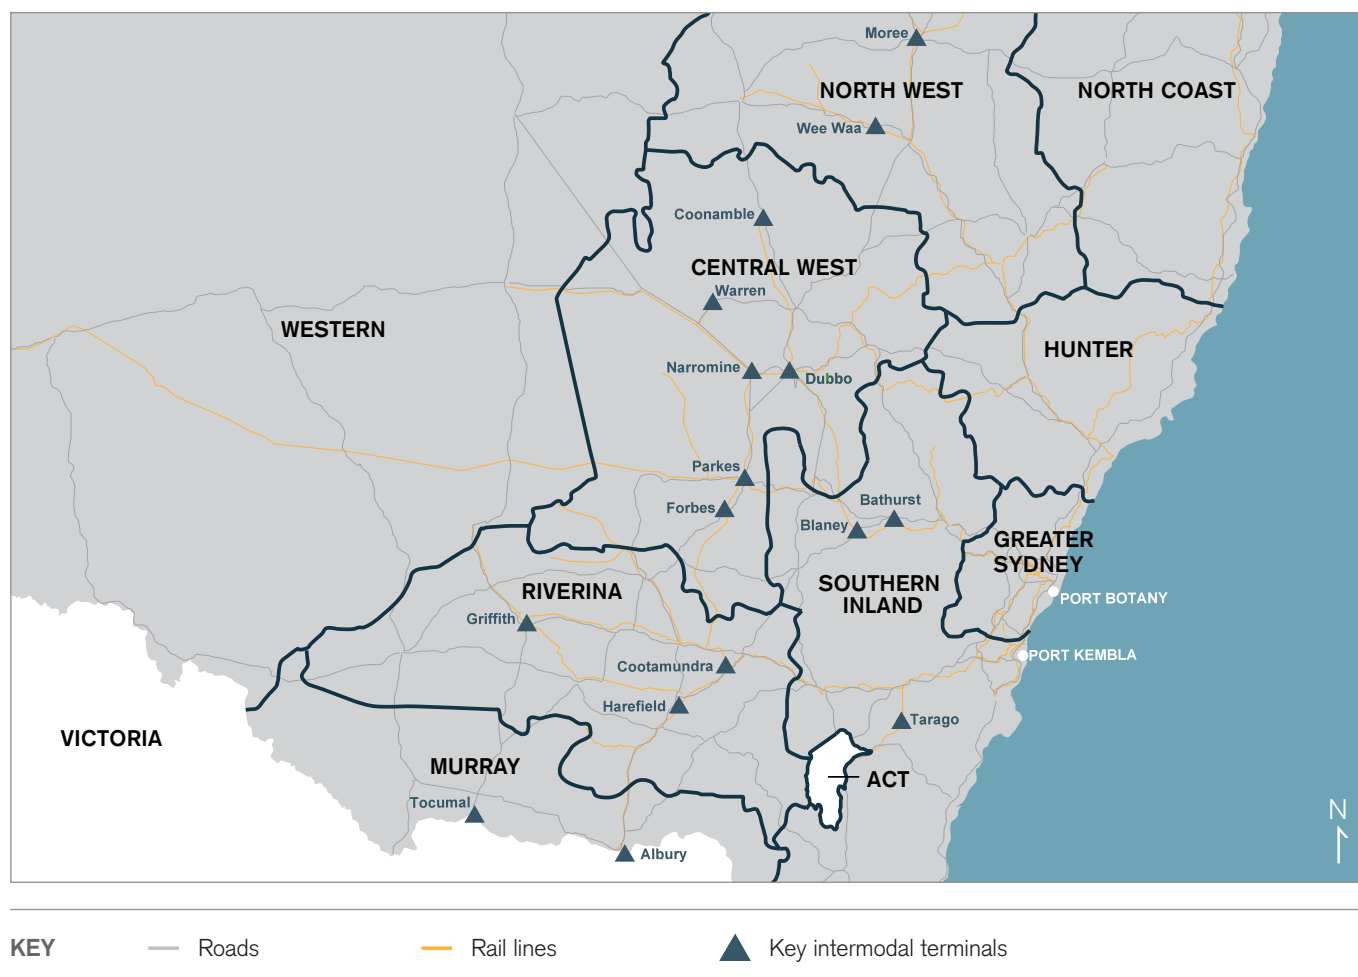 Moree
NORTH WEST
NORTH COAST
Wee Waa
Coonamble
CENTRAL WEST
Warren
WESTERN
HUNTER
Narromine
Dubbo
Parkes
Forbes
Bathurst
Blaney
GREATER
SYDNEY
SOUTHERN
INLAND
RIVERINA
PORT BOTANY
Griffith
PORT KEMBLA
Cootamundra
Harefield
Tarago
VICTORIA
MURRAY
ACT
Tocumal
Albury
N
KEY
Roads
Rail lines
Key intermodal terminals